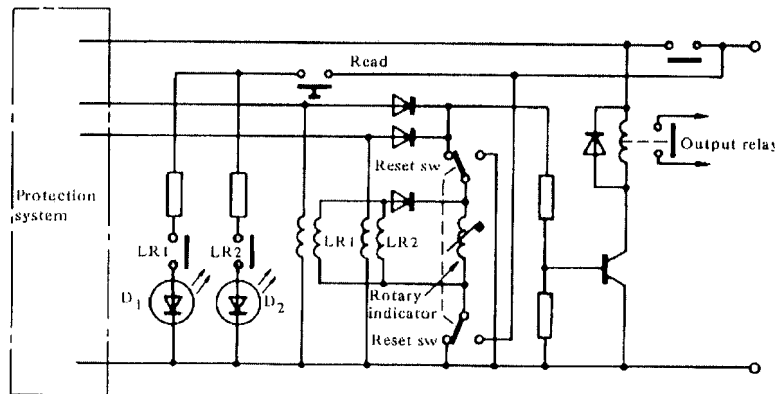 Read
Reset sw
Output relay
Protection
system
LR1
LR2
LR1
LR2
D1
D2
Rotary
indicator
Reset sw